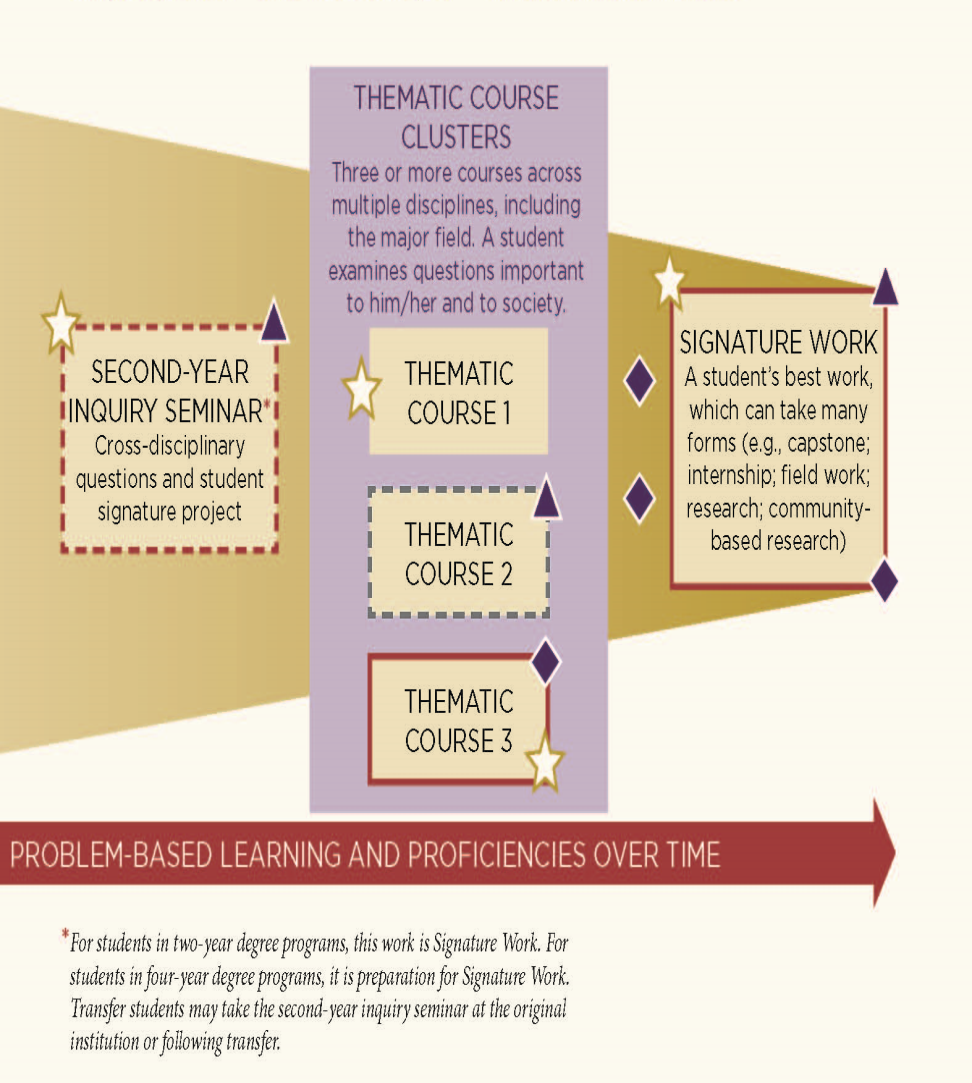 THEMATIC COURSE
CLUSTERS
Three or more courses across
multiple disciplines, including
the major field. A student
examines questions important
to him/her and to society.
SECOND-YEAR
INQUIRY SEMINAR*
Cross-disciplinary
questions and student
signature project
THEMATIC
COURSE 1
THEMATIC
COURSE 2
THEMATIC
COURSE 3
SIGNATURE WORK
A student's best work,
which can take many
forms (e.g., capstone;
internship; field work;
research; community-
based research)
PROBLEM-BASED LEARNING AND PROFICIENCIES OVER TIME
*For students in two-year degree programs, this work is Signature Work. For
students in four-year degree programs, it is preparation for Signature Work.
Transfer students may take the second-year inquiry seminar at the original
institution or following transfer.